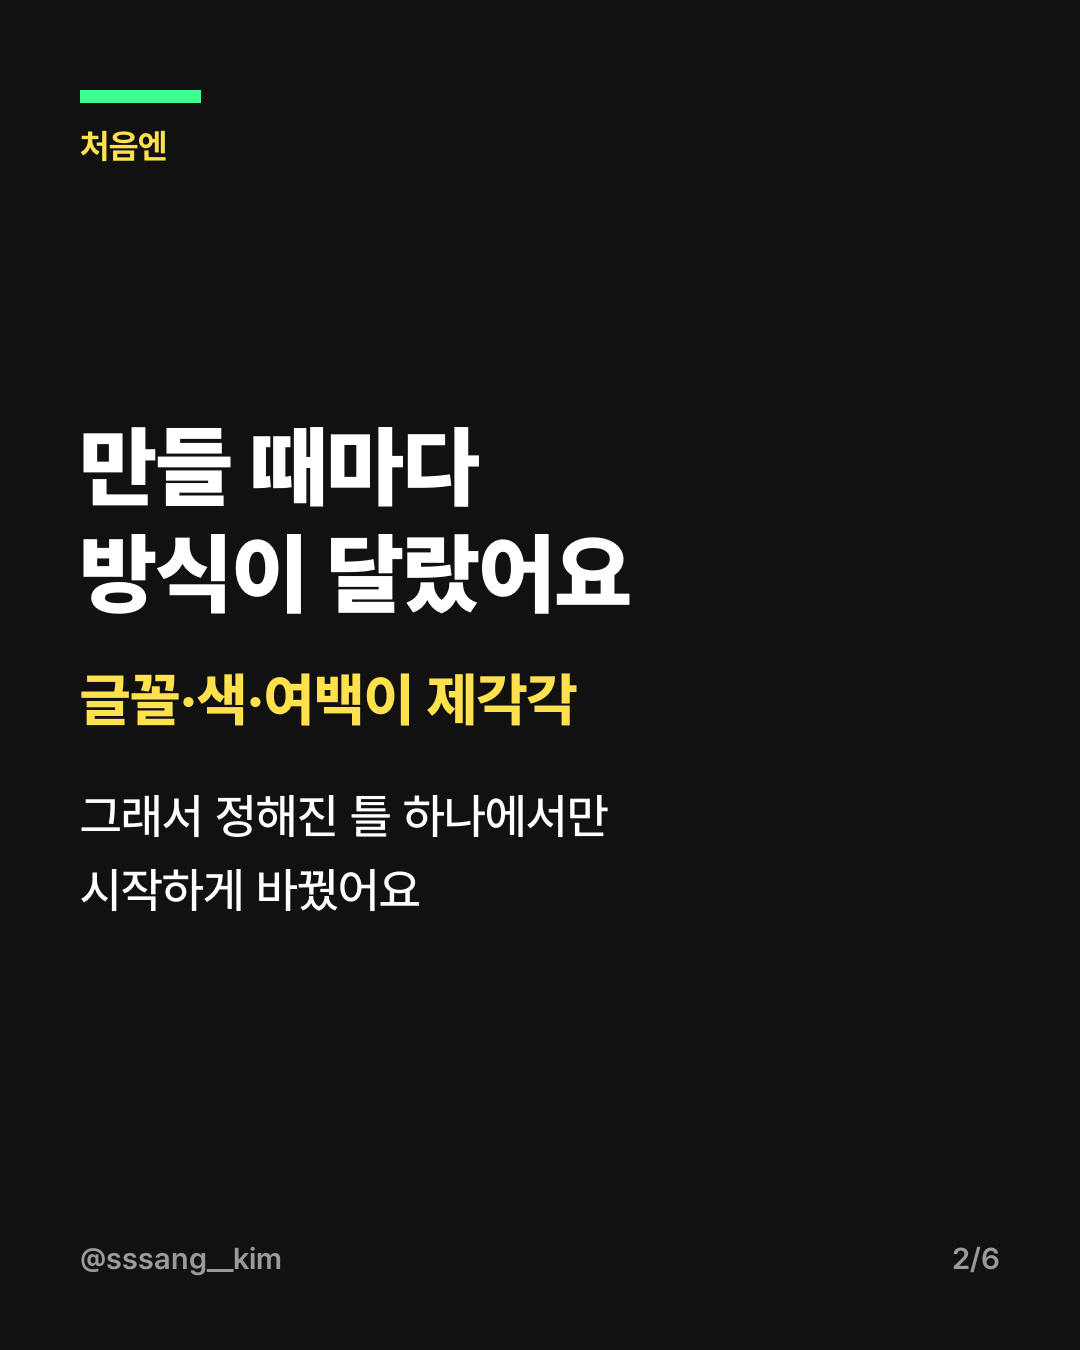 처음엔
만들 때마다
방식이 달랐어요
글꼴·색·여백이 제각각
그래서 정해진 틀 하나에서만
시작하게 바꿨어요
@sssang__kim
2/6